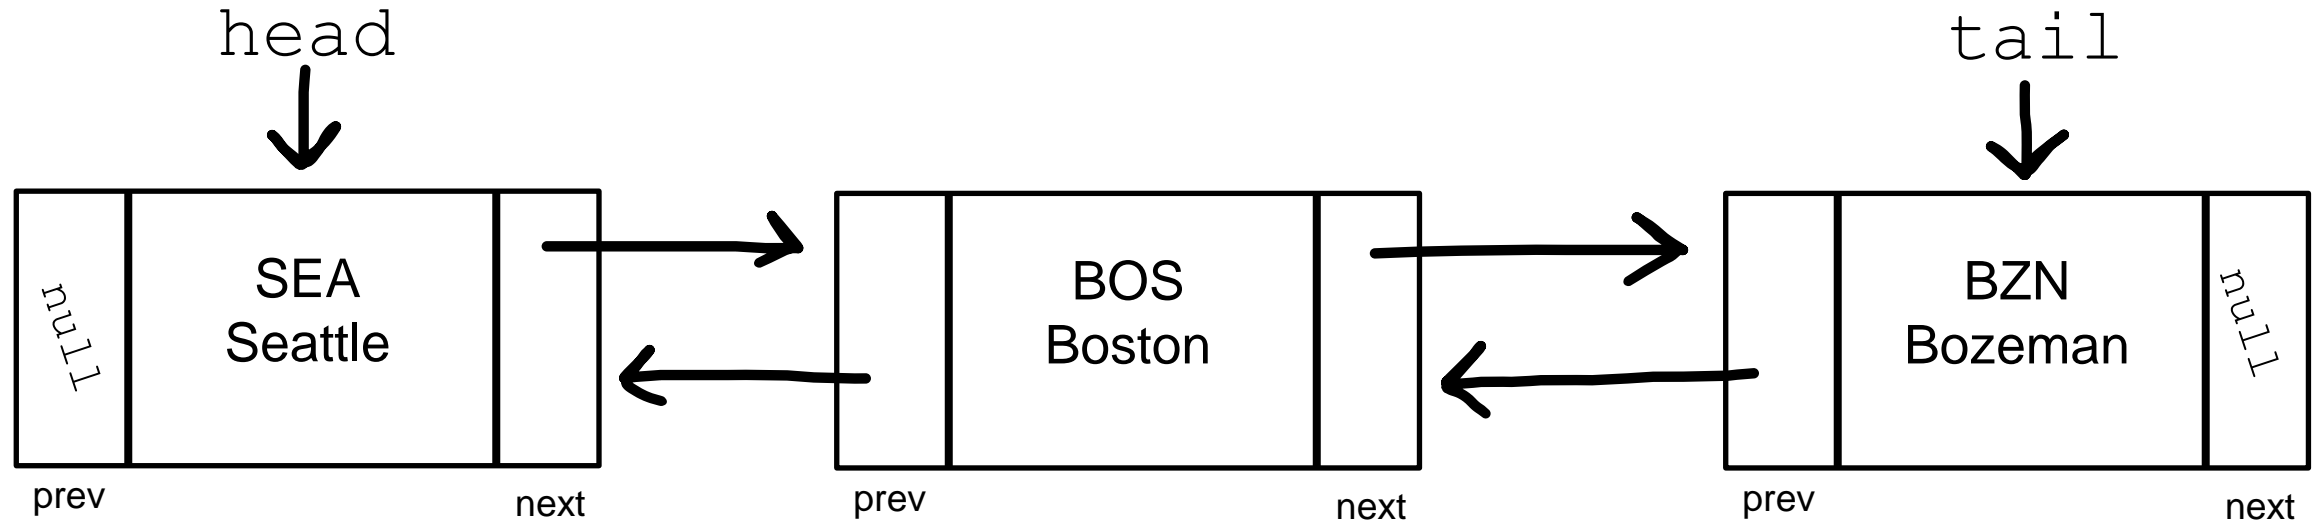 head
tail
null
SEA
Seattle
BOS
Boston
BZN
Bozeman
null
prev
next
prev
next
prev
next